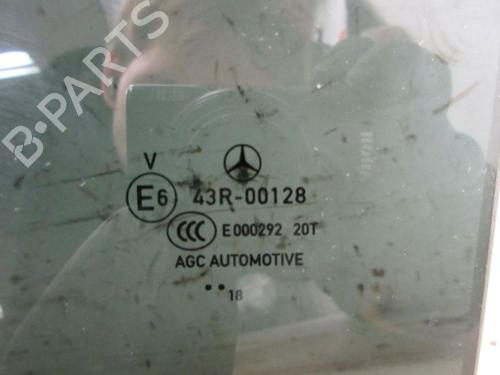 B-PARTS
V
E6 43R-00128
CCC E000292 20T
AGC AUTOMOTIVE
•• 18